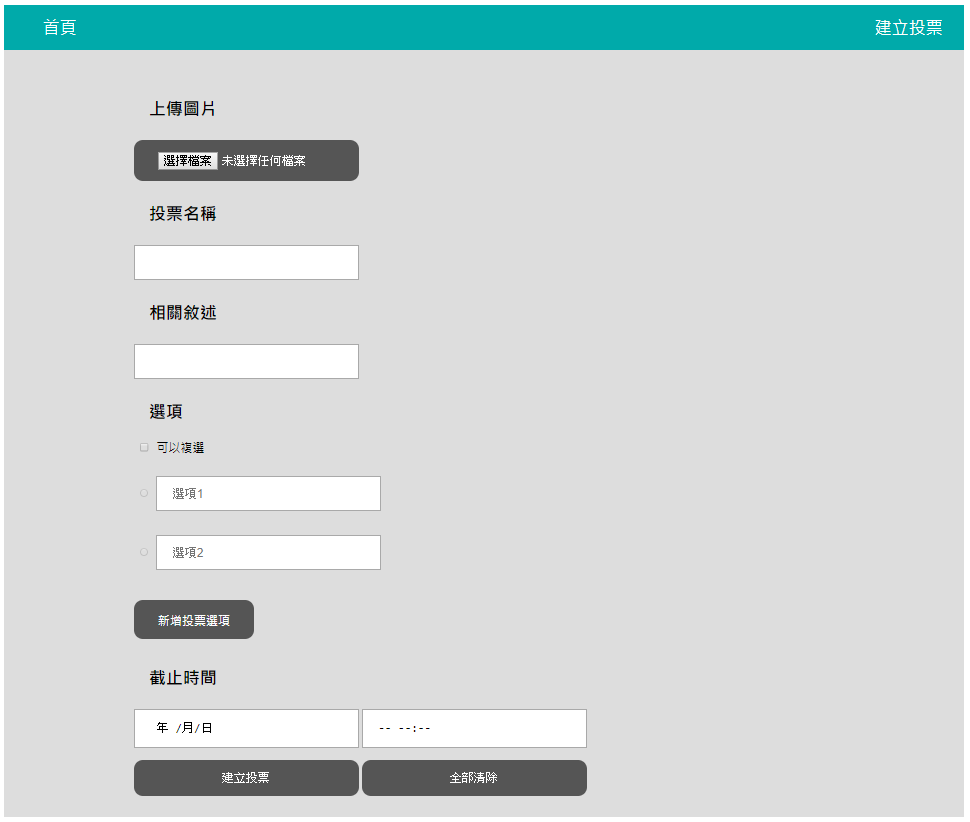 首頁 建立投票
上傳圖片
選擇檔案 未選擇任何檔案
投票名稱
相關敘述
選項
可以複選
選項1
選項2
新增投票選項
截止時間
年 /月/日 -- --:--
建立投票 全部清除